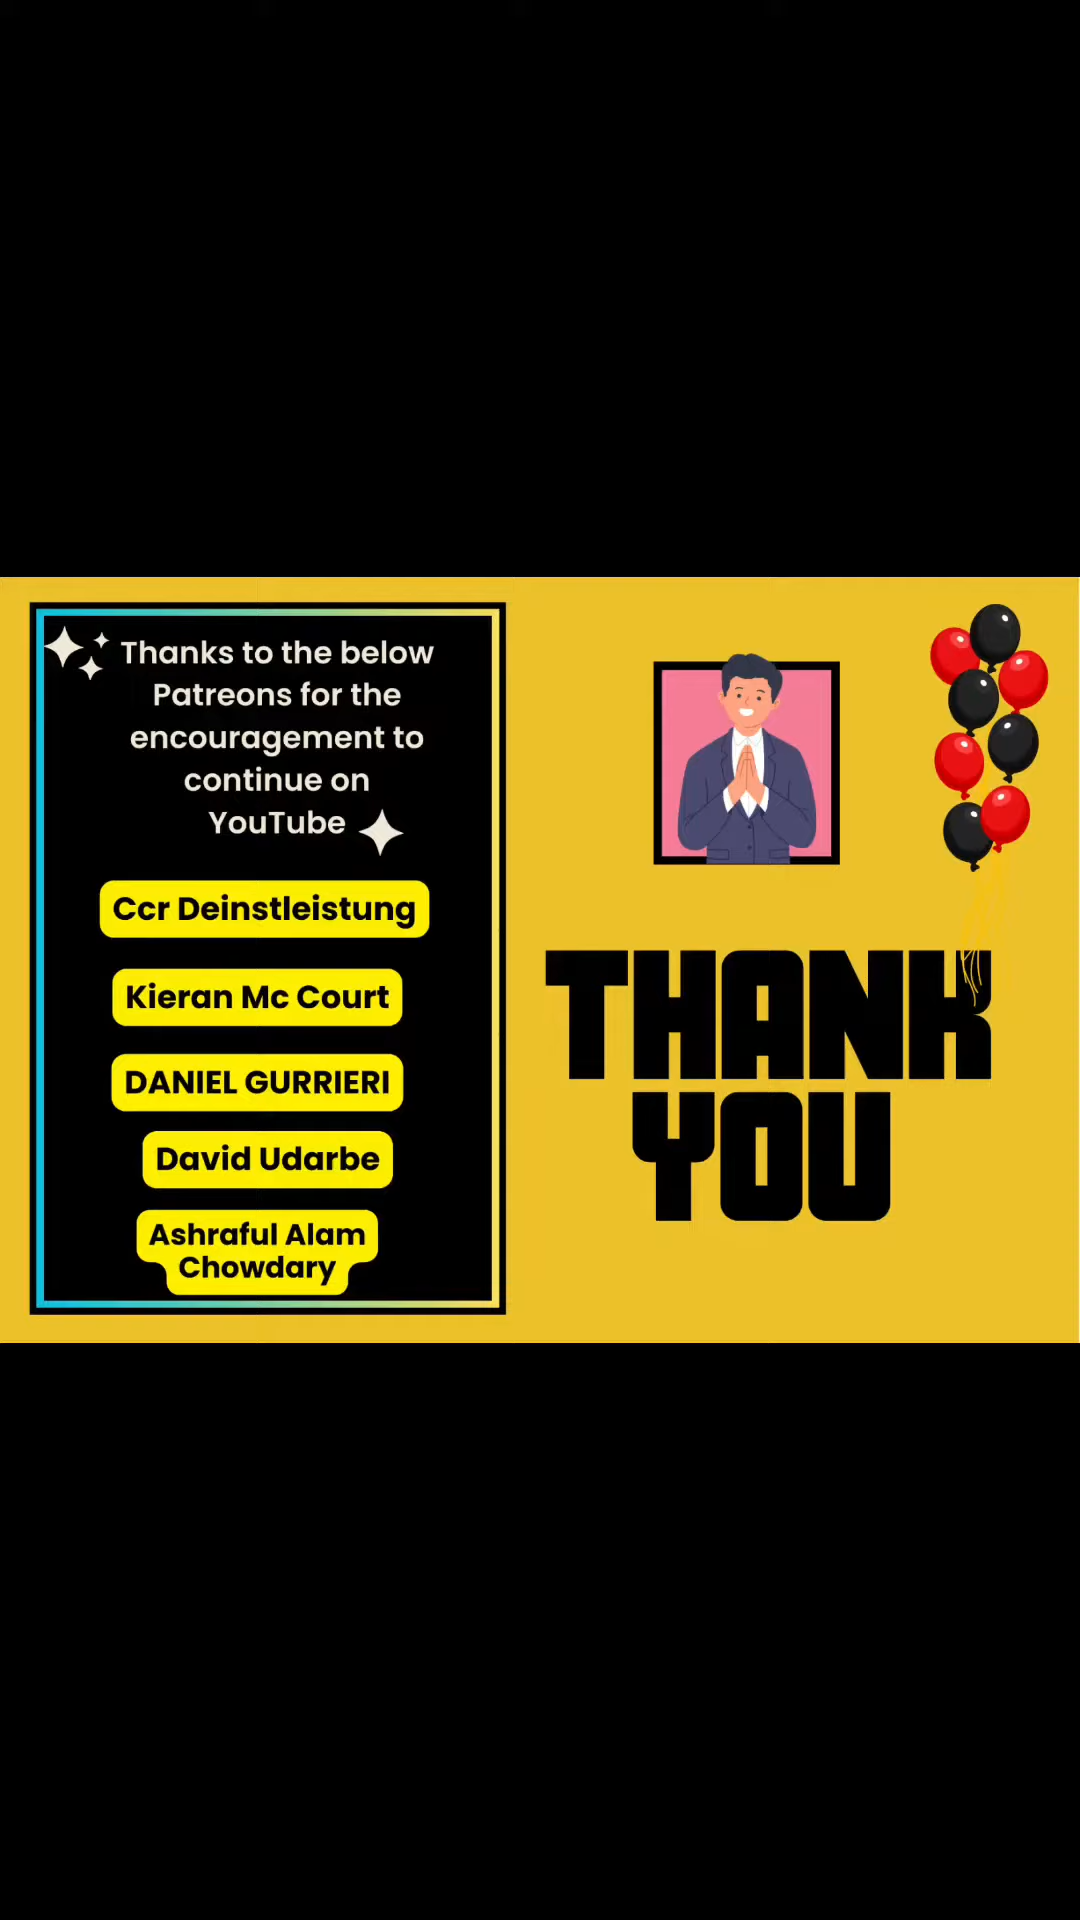 Thanks to the below
Patreons for the
encouragement to
continue on
YouTube
Ccr Deinstleistung
Kieran Mc Court
DANIEL GURRIERI
David Udarbe
Ashraful Alam
Chowdary
THANK
YOU